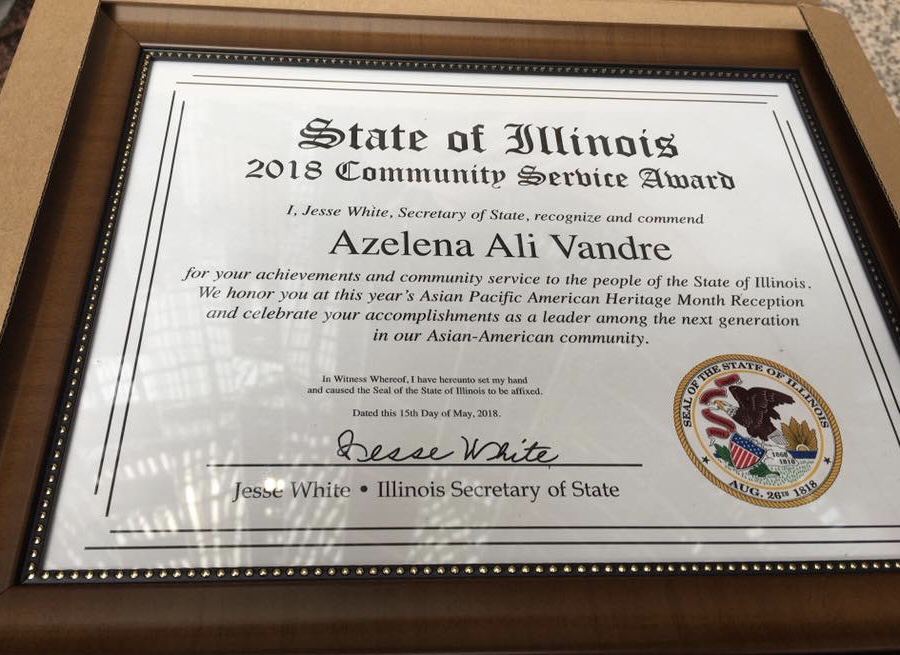 State of Illinois
2018 Community Service Award
I, Jesse White, Secretary of State, recognize and commend
Azelena Ali Vandre
for your achievements and community service to the people of the State of Illinois.
We honor you at this year's Asian Pacific American Heritage Month Reception
and celebrate your accomplishments as a leader among the next generation
in our Asian-American community.
In Witness Whereof, I have hereunto set my hand
and caused the Seal of the State of Illinois to be affixed.
Dated this 15th Day of May, 2018.
Jesse White
Jesse White • Illinois Secretary of State
SEAL OF THE STATE OF ILLINOIS
1868
1818
AUG. 26TH 1818